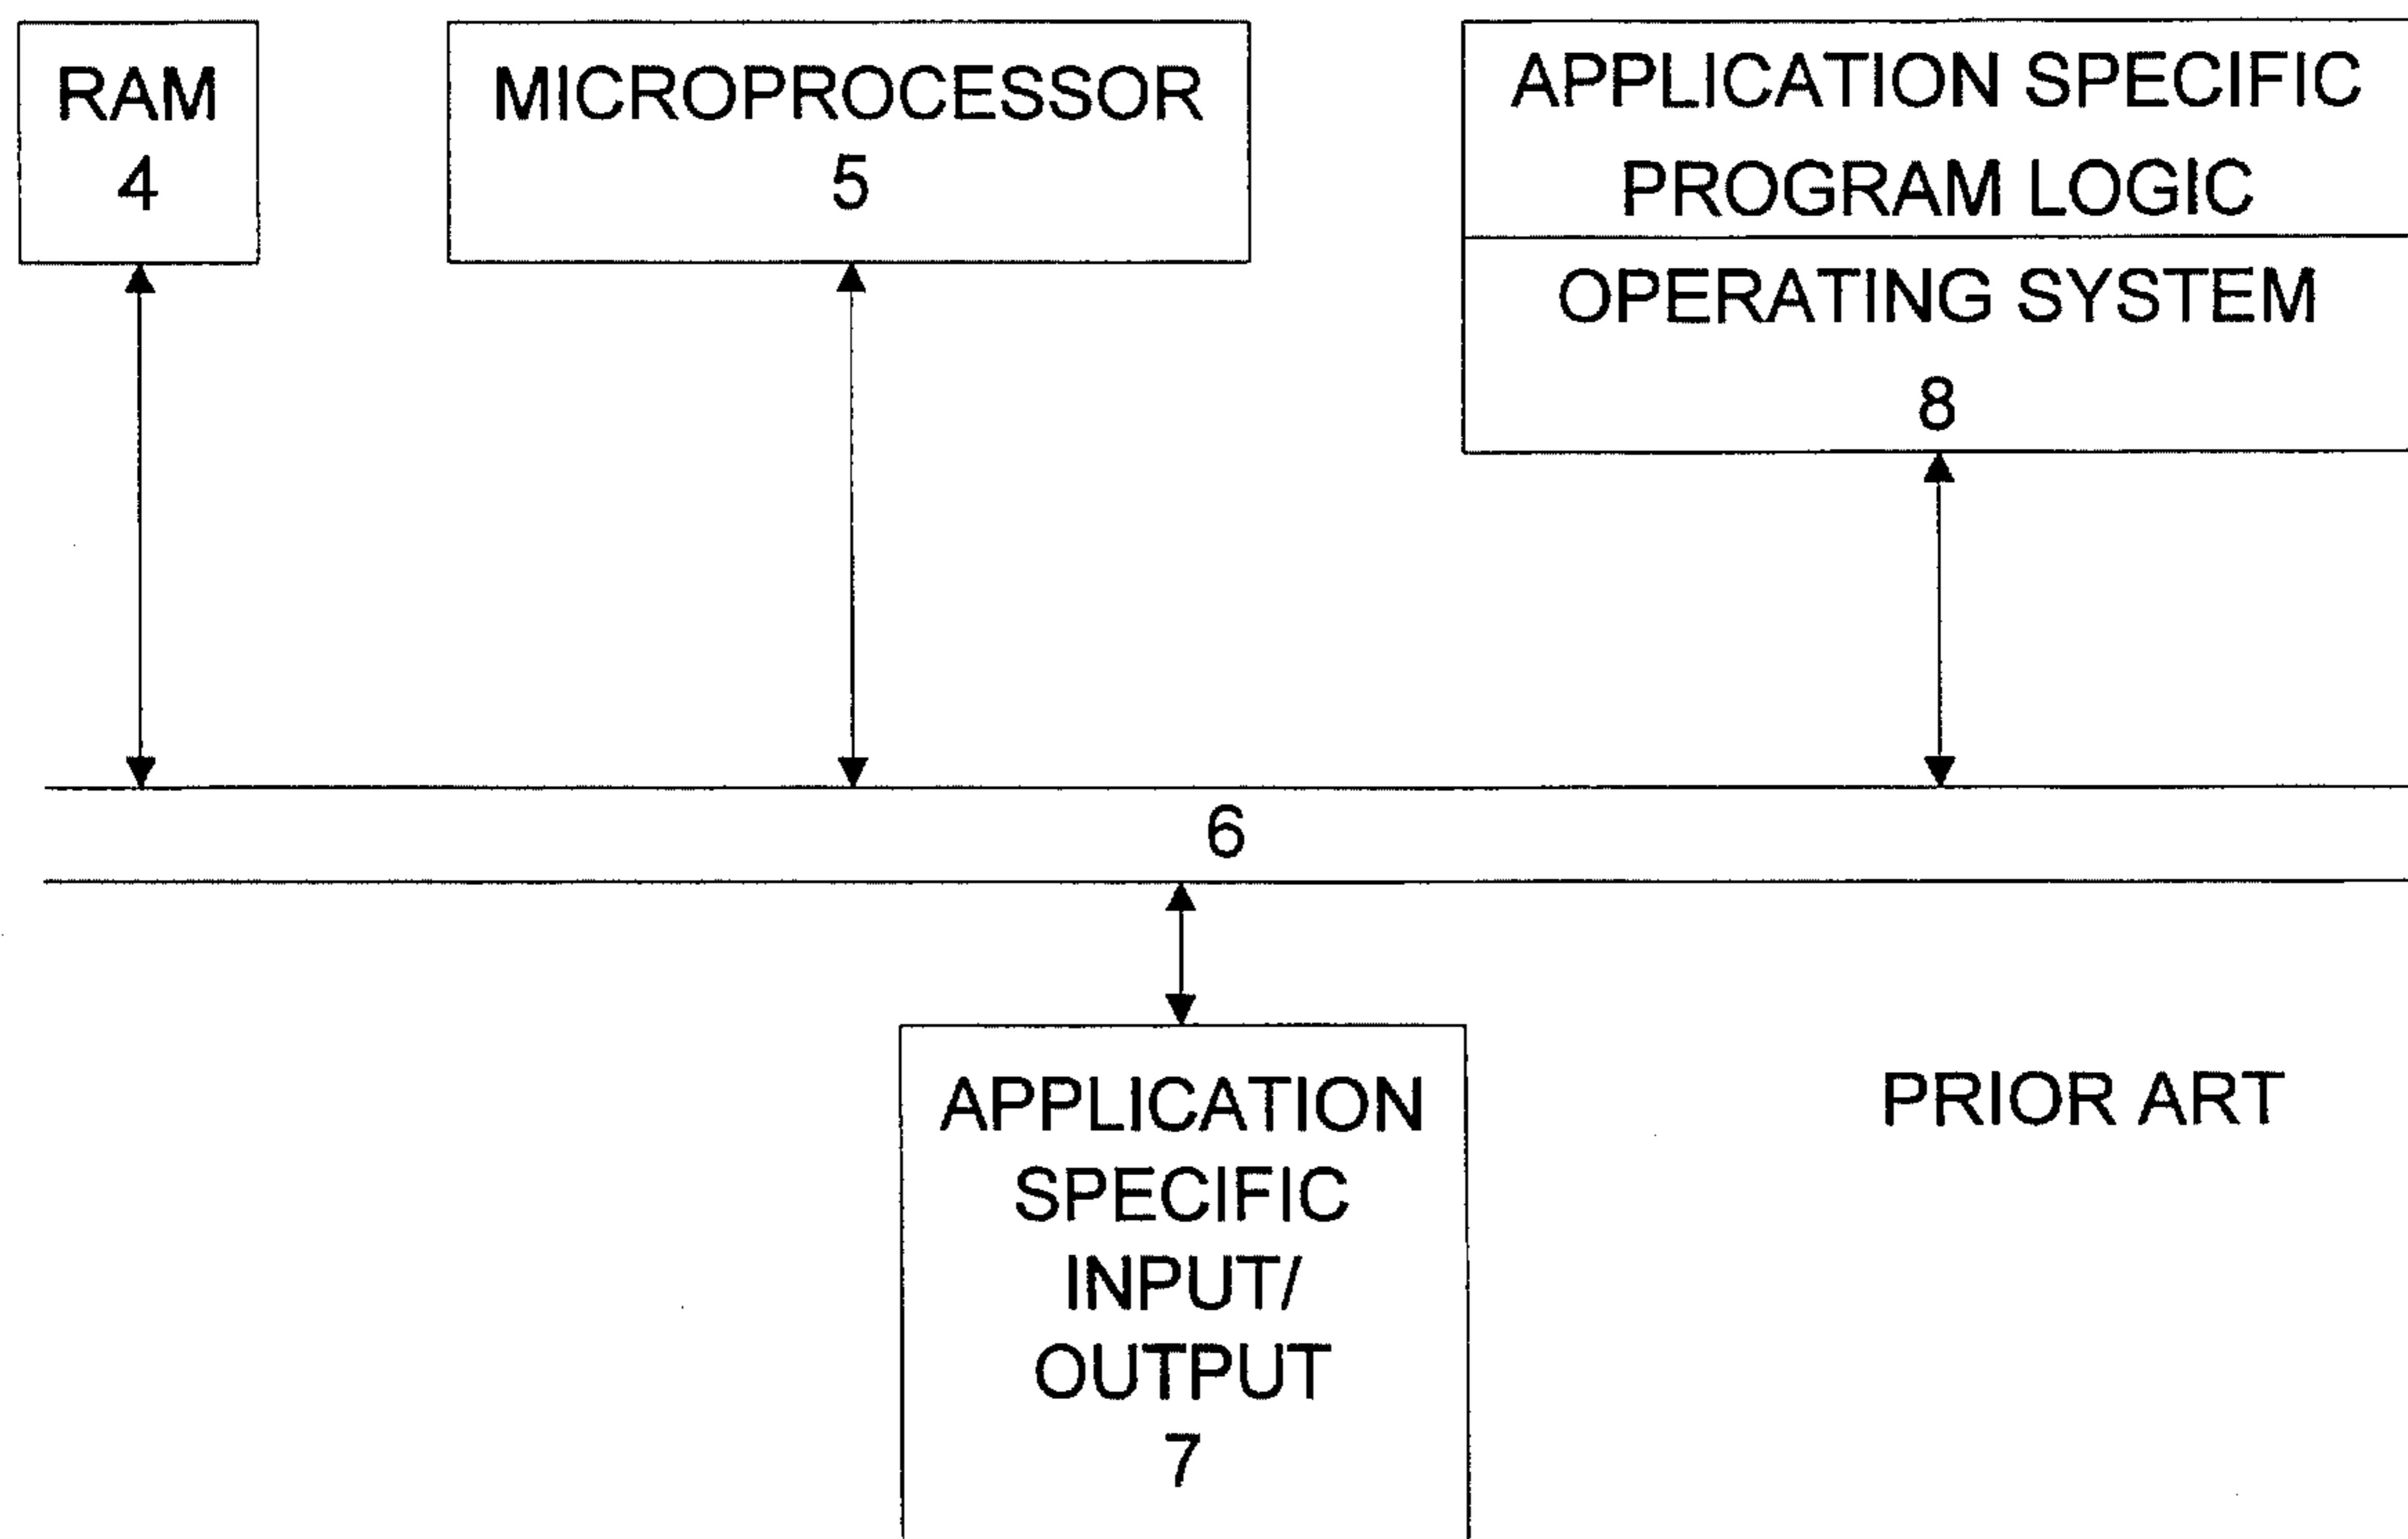 RAM
4
MICROPROCESSOR
5
APPLICATION SPECIFIC
PROGRAM LOGIC
OPERATING SYSTEM
8
6
APPLICATION
SPECIFIC
INPUT/
OUTPUT
7
PRIOR ART